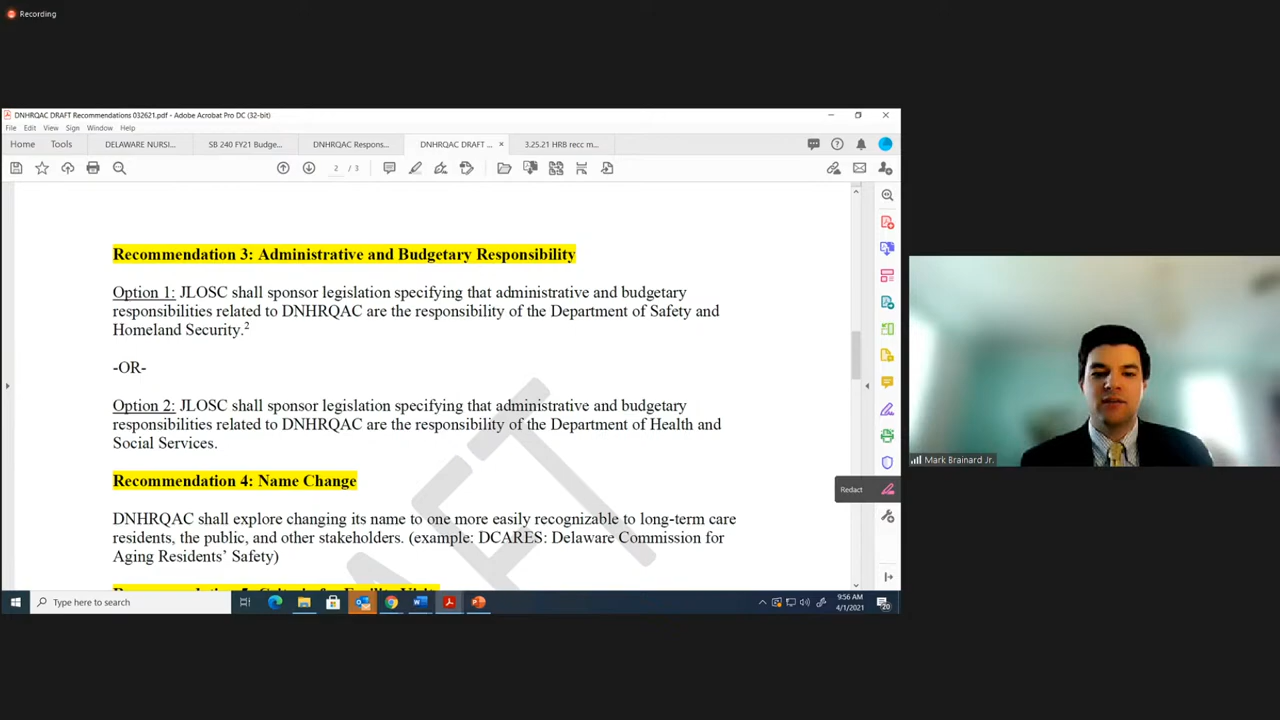 Recording
DNHRQAC DRAFT Recommendations 032621.pdf - Adobe Acrobat Pro DC (32-bit)
File Edit View Sign Window Help
Home Tools DELAWARE NURSI... SB 240 FY21 Budge... DNHRQAC Respons... DNHRQAC DRAFT ... × 3.25.21 HRB recc m...
2 / 3
Recommendation 3: Administrative and Budgetary Responsibility
Option 1: JLOSC shall sponsor legislation specifying that administrative and budgetary
responsibilities related to DNHRQAC are the responsibility of the Department of Safety and
Homeland Security.2
-OR-
Option 2: JLOSC shall sponsor legislation specifying that administrative and budgetary
responsibilities related to DNHRQAC are the responsibility of the Department of Health and
Social Services.
Mark Brainard Jr.
Recommendation 4: Name Change
Redact
DNHRQAC shall explore changing its name to one more easily recognizable to long-term care
residents, the public, and other stakeholders. (example: DCARES: Delaware Commission for
Aging Residents' Safety)
Recommendation 5: Criteria for Facility Visits
Type here to search
9:56 AM
4/1/2021
20